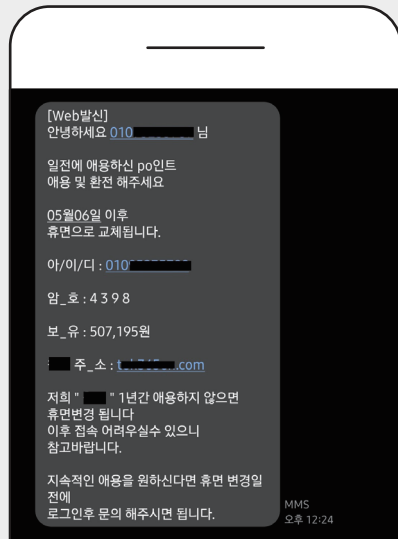 [Web발신]
안녕하세요 010 님
일전에 애용하신 po인트
애용 및 환전 해주세요
05월06일 이후
휴면으로 교체됩니다.
아/이/디 : 010
암_호 : 4 3 9 8
보_유 : 507,195원
주_소 : .com
저희 " " 1년간 애용하지 않으면
휴면변경 됩니다
이후 접속 어려우실수 있으니
참고바랍니다.
지속적인 애용을 원하신다면 휴면 변경일
전에
로그인후 문의 해주시면 됩니다.
MMS
오후 12:24